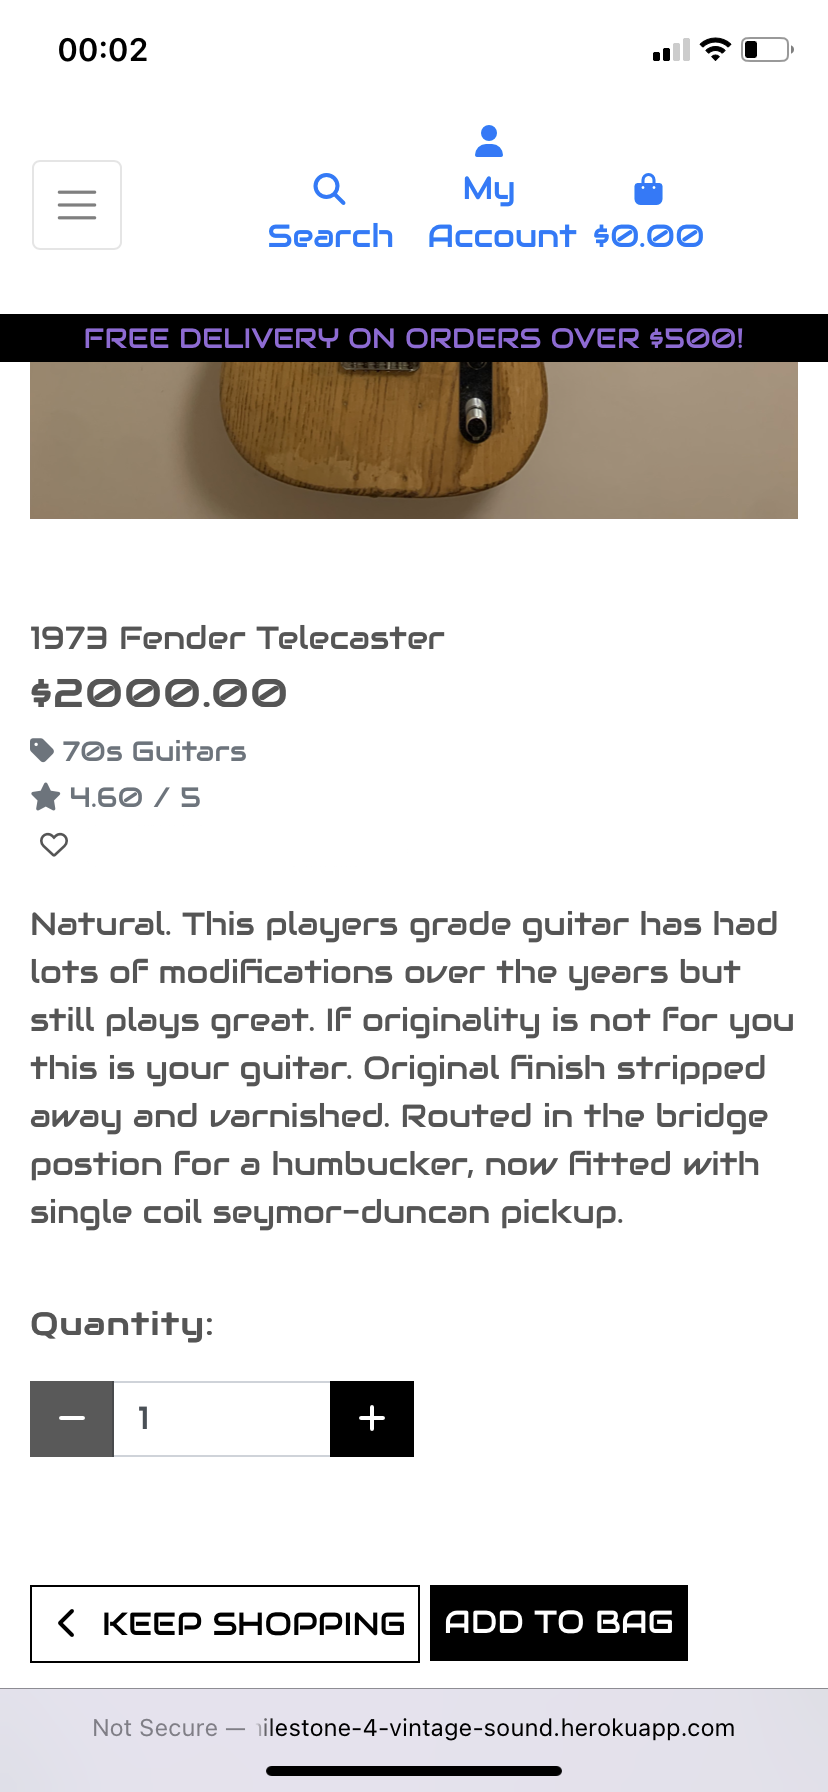 00:02
My
Search Account $0.00
FREE DELIVERY ON ORDERS OVER $500!
1973 Fender Telecaster
$2000.00
70s Guitars
4.60 / 5
Natural. This players grade guitar has had
lots of modifications over the years but
still plays great. If originality is not for you
this is your guitar. Original finish stripped
away and varnished. Routed in the bridge
postion for a humbucker, now fitted with
single coil seymor-duncan pickup.
Quantity:
1
KEEP SHOPPING ADD TO BAG
Not Secure — ilestone-4-vintage-sound.herokuapp.com